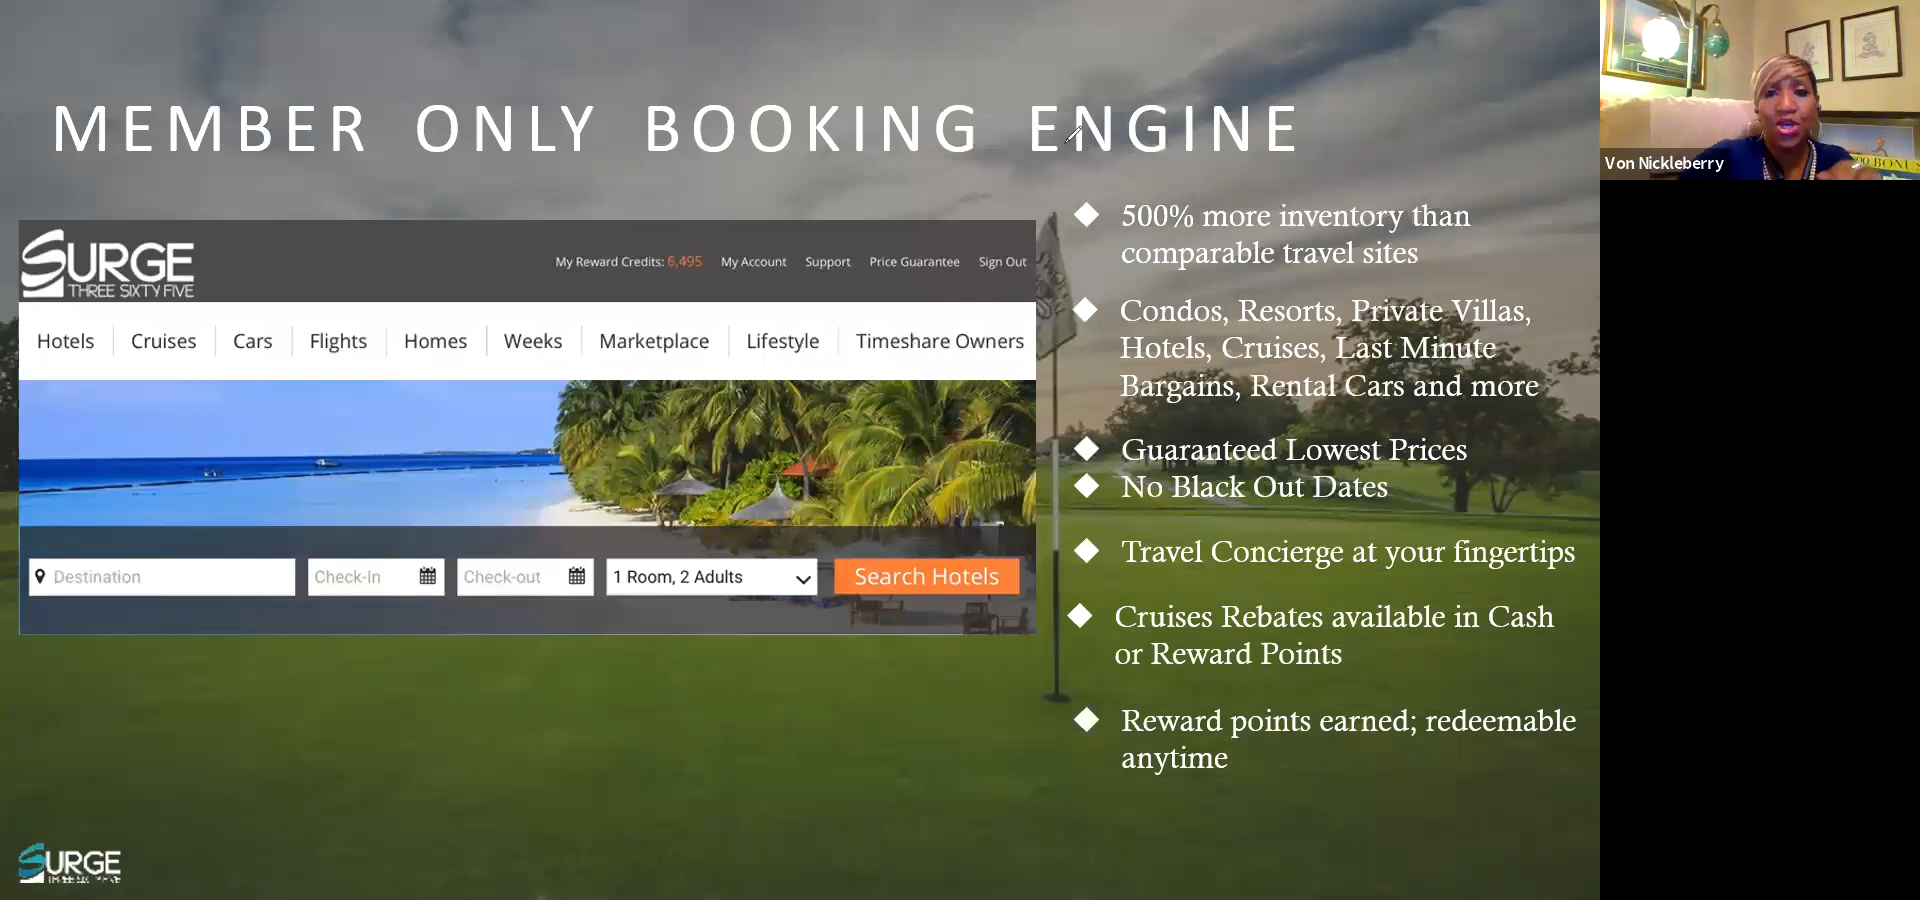 MEMBER ONLY BOOKING ENGINE
SURGE
THREE SIXTY FIVE
My Reward Credits: 6,495 My Account Support Price Guarantee Sign Out
Hotels Cruises Cars Flights Homes Weeks Marketplace Lifestyle Timeshare Owners
Destination Check-In Check-out 1 Room, 2 Adults Search Hotels
500% more inventory than
comparable travel sites
Condos, Resorts, Private Villas,
Hotels, Cruises, Last Minute
Bargains, Rental Cars and more
Guaranteed Lowest Prices
No Black Out Dates
Travel Concierge at your fingertips
Cruises Rebates available in Cash
or Reward Points
Reward points earned; redeemable
anytime
SURGE
Von Nickleberry